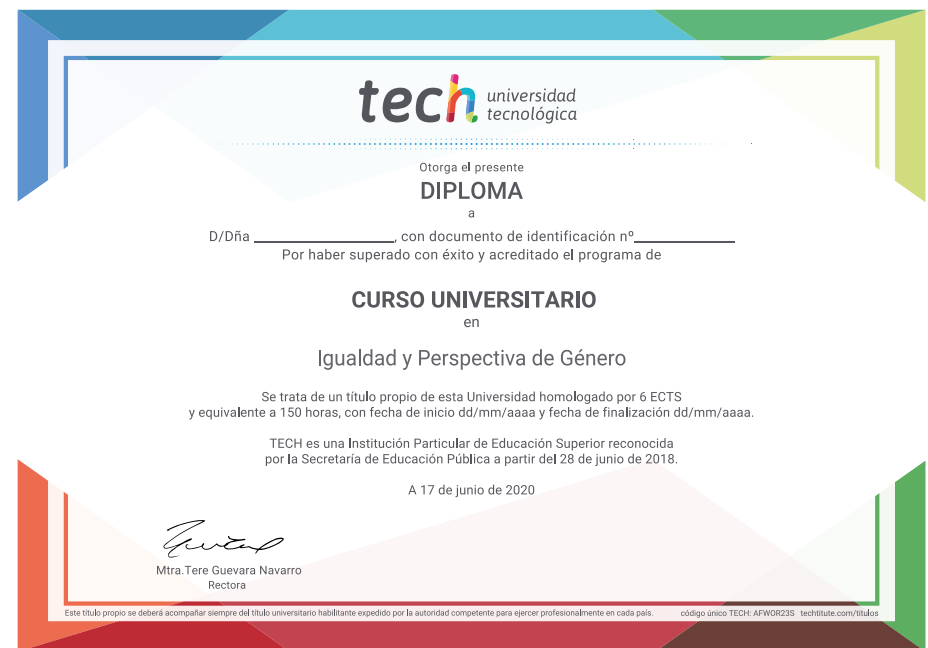 tech universidad
tecnológica
Otorga el presente
DIPLOMA
a
D/Dña ____________________, con documento de identificación nº______________
Por haber superado con éxito y acreditado el programa de
CURSO UNIVERSITARIO
en
Igualdad y Perspectiva de Género
Se trata de un título propio de esta Universidad homologado por 6 ECTS
y equivalente a 150 horas, con fecha de inicio dd/mm/aaaa y fecha de finalización dd/mm/aaaa.
TECH es una Institución Particular de Educación Superior reconocida
por la Secretaría de Educación Pública a partir del 28 de junio de 2018.
A 17 de junio de 2020
Mtra.Tere Guevara Navarro
Rectora
Este título propio se deberá acompañar siempre del título universitario habilitante expedido por la autoridad competente para ejercer profesionalmente en cada país. código único TECH: AFWOR23S techtitute.com/titulos